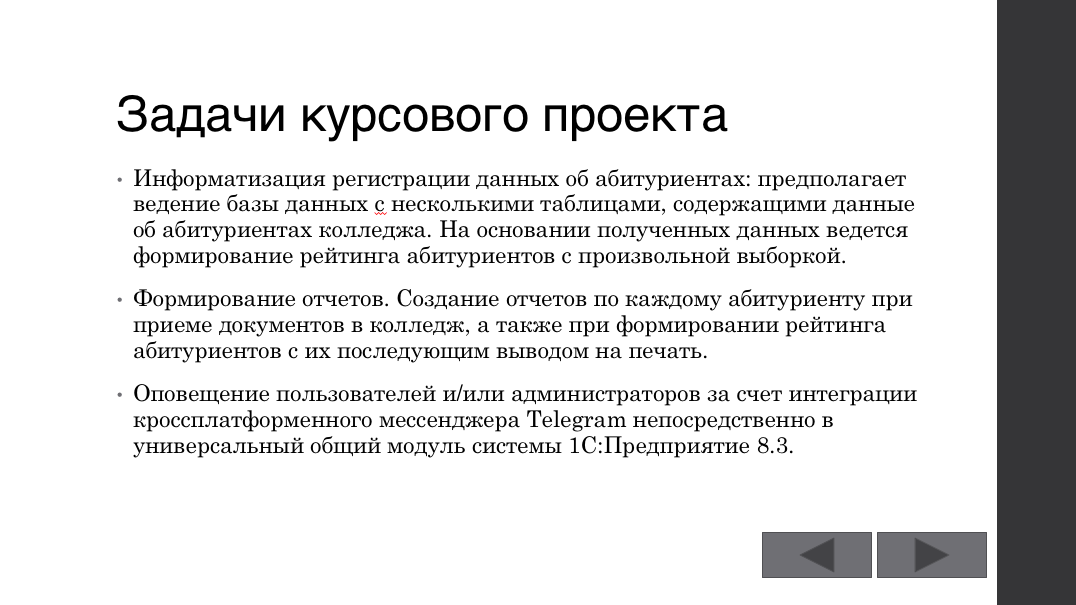 Задачи курсового проекта
• Информатизация регистрации данных об абитуриентах: предполагает
ведение базы данных с несколькими таблицами, содержащими данные
об абитуриентах колледжа. На основании полученных данных ведется
формирование рейтинга абитуриентов с произвольной выборкой.
• Формирование отчетов. Создание отчетов по каждому абитуриенту при
приеме документов в колледж, а также при формировании рейтинга
абитуриентов с их последующим выводом на печать.
• Оповещение пользователей и/или администраторов за счет интеграции
кроссплатформенного мессенджера Telegram непосредственно в
универсальный общий модуль системы 1С:Предприятие 8.3.